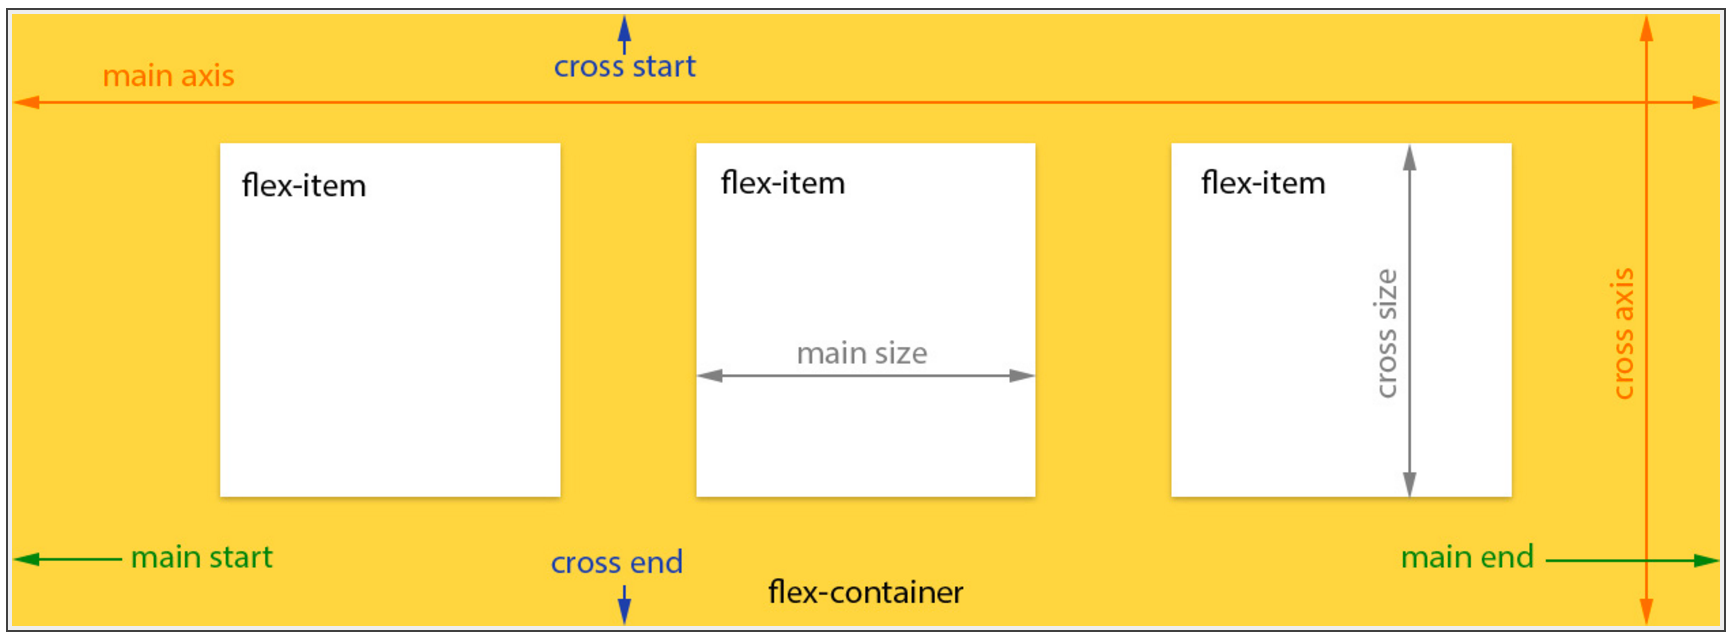 cross start
main axis
flex-item
flex-item
flex-item
main size
cross size
cross axis
main start
cross end
main end
flex-container